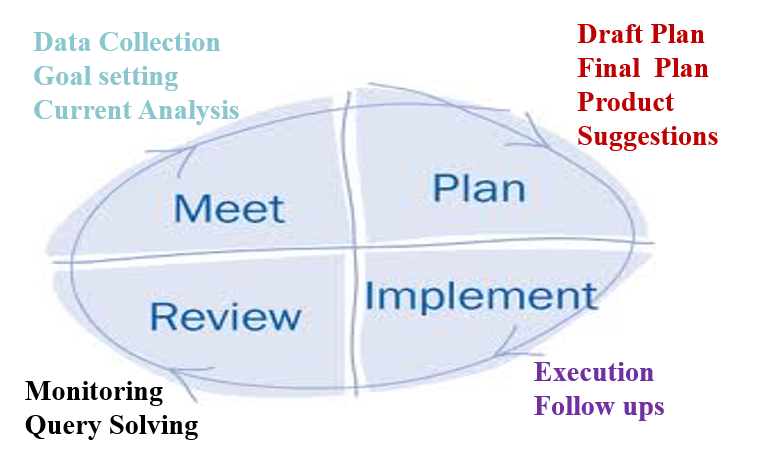 Data Collection
Goal setting
Current Analysis
Draft Plan
Final Plan
Product
Suggestions
Meet
Plan
Review
Implement
Monitoring
Query Solving
Execution
Follow ups